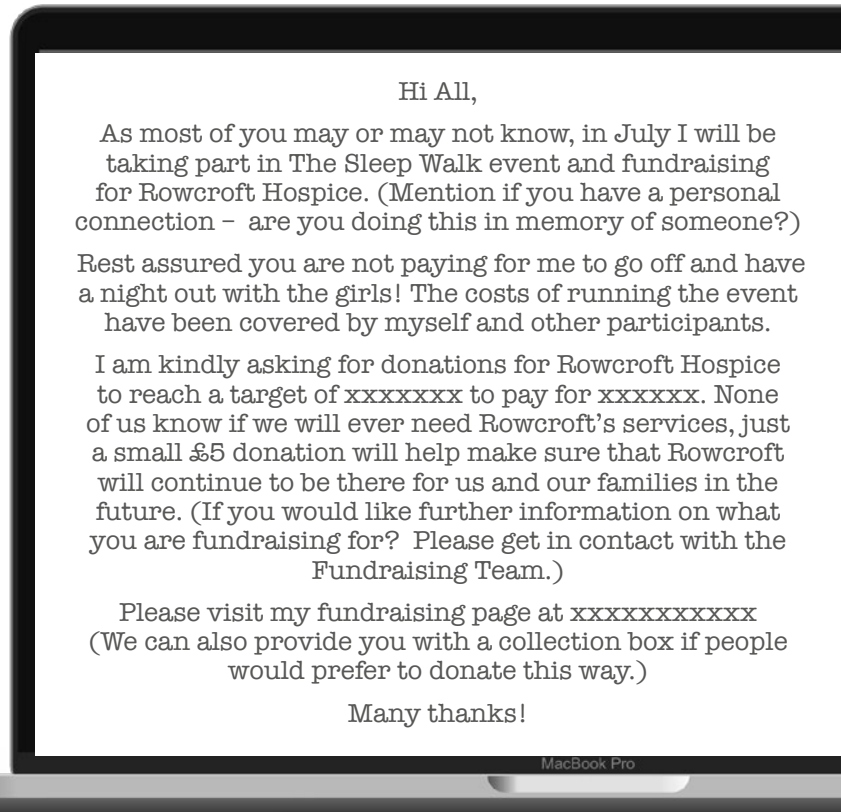 Hi All,
As most of you may or may not know, in July I will be
taking part in The Sleep Walk event and fundraising
for Rowcroft Hospice. (Mention if you have a personal
connection – are you doing this in memory of someone?)
Rest assured you are not paying for me to go off and have
a night out with the girls! The costs of running the event
have been covered by myself and other participants.
I am kindly asking for donations for Rowcroft Hospice
to reach a target of xxxxxxx to pay for xxxxxx. None
of us know if we will ever need Rowcroft’s services, just
a small £5 donation will help make sure that Rowcroft
will continue to be there for us and our families in the
future. (If you would like further information on what
you are fundraising for?  Please get in contact with the
Fundraising Team.)
Please visit my fundraising page at xxxxxxxxxxx
(We can also provide you with a collection box if people
would prefer to donate this way.)
Many thanks!
MacBook Pro